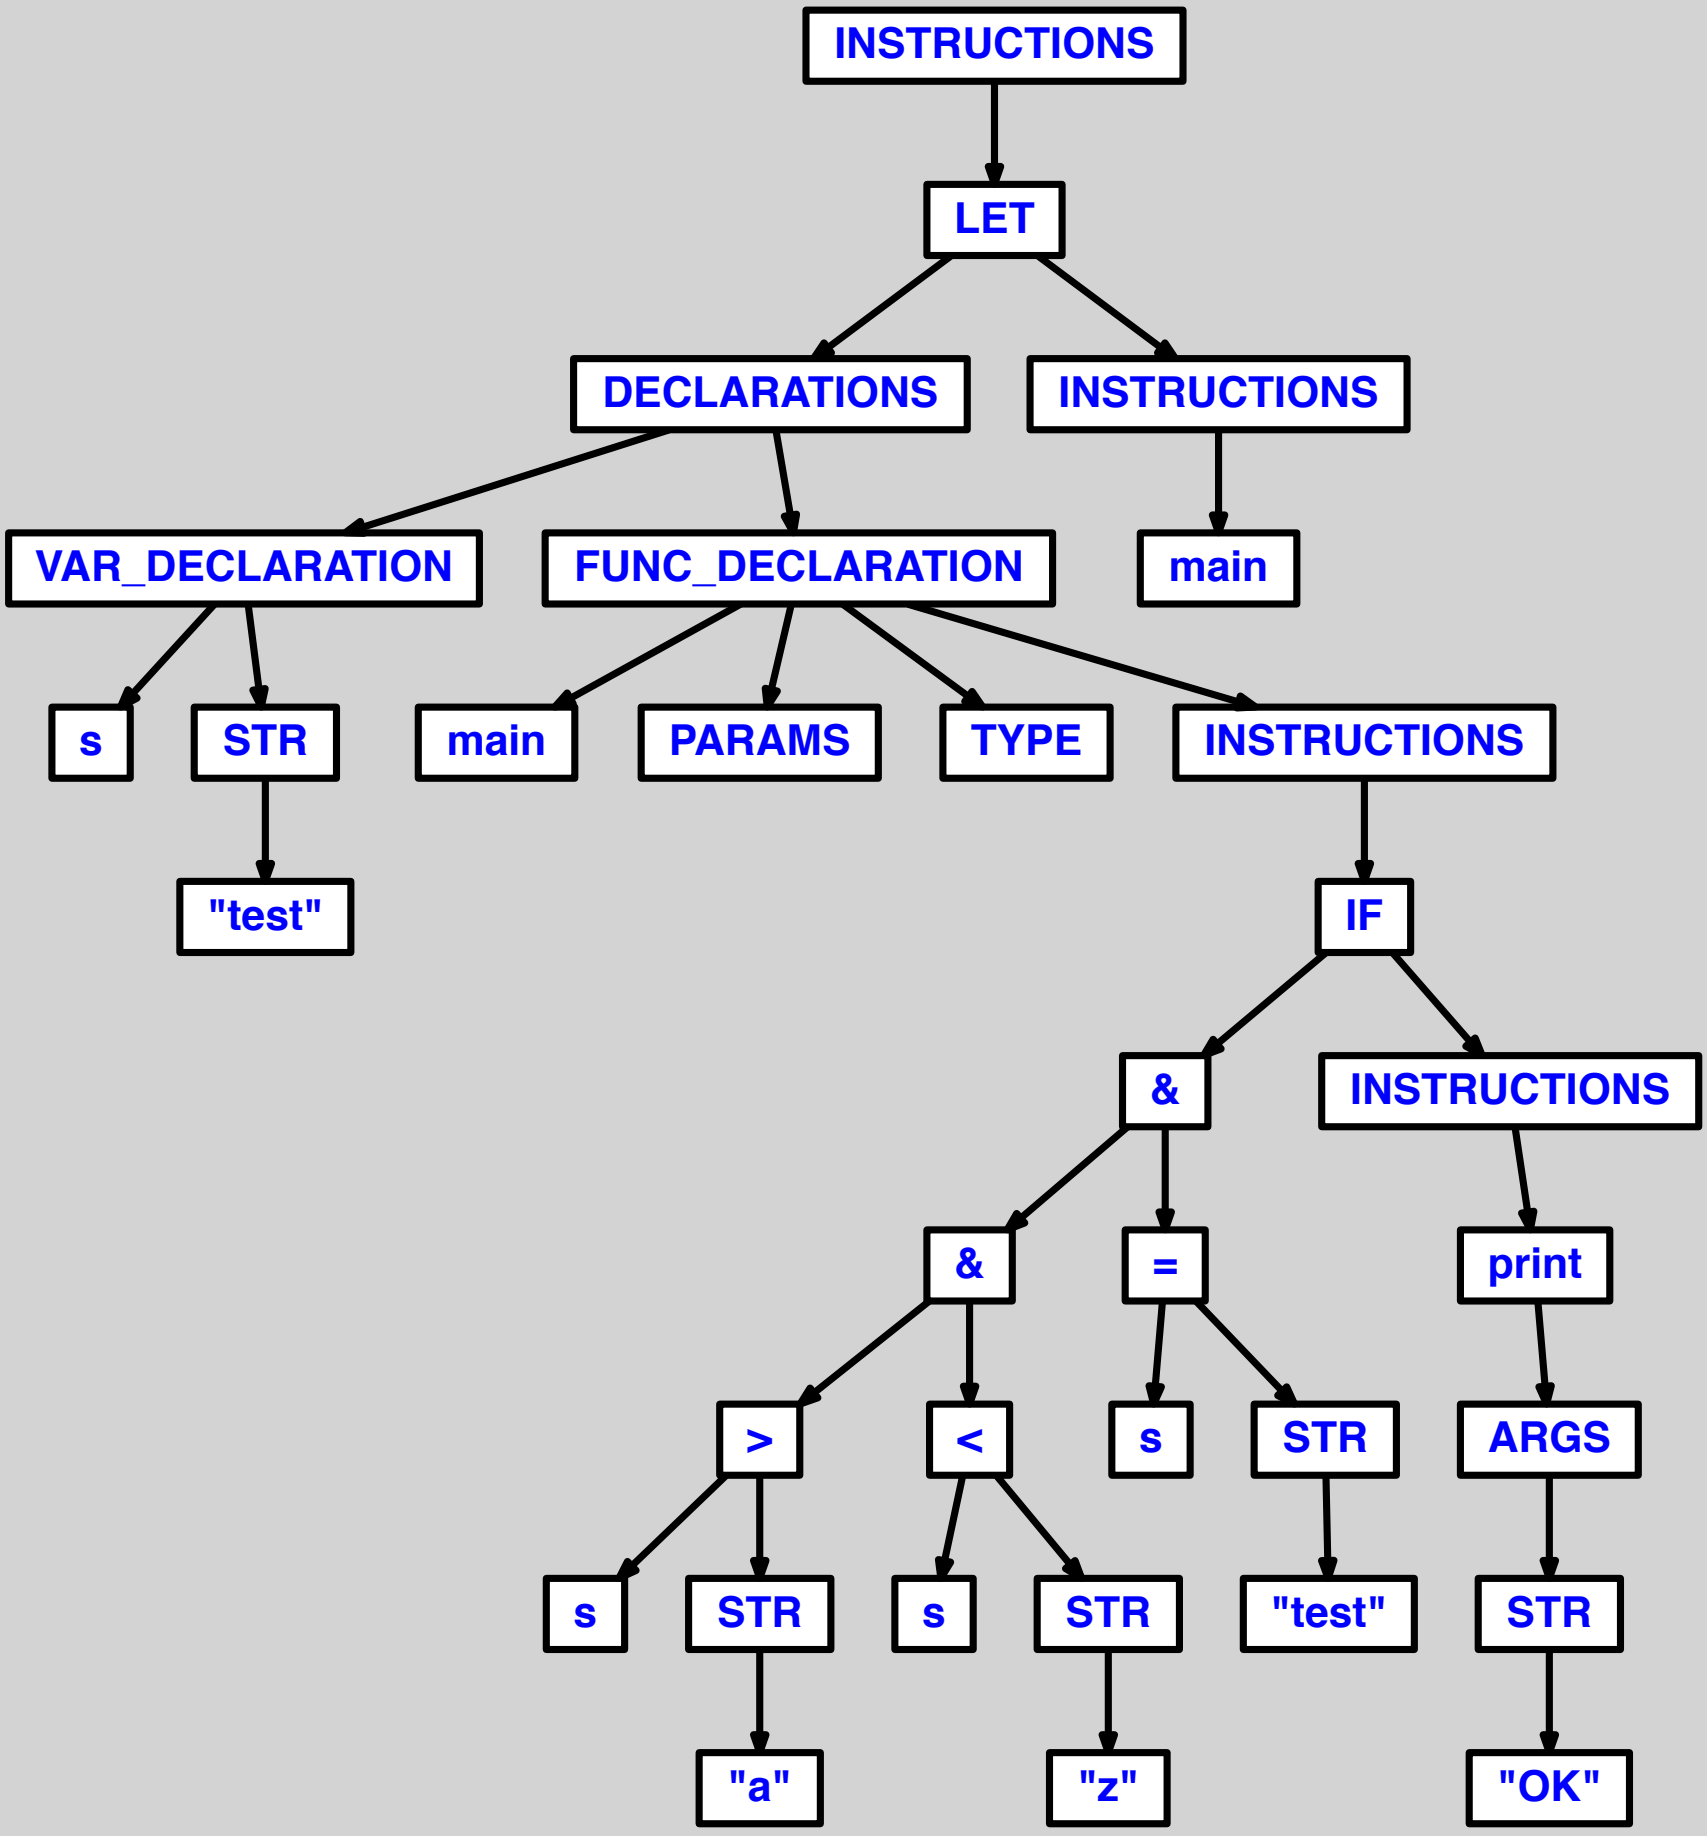 INSTRUCTIONS
LET
DECLARATIONS
INSTRUCTIONS
VAR_DECLARATION
FUNC_DECLARATION
main
s
STR
main
PARAMS
TYPE
INSTRUCTIONS
"test"
IF
&
INSTRUCTIONS
&
=
print
>
<
s
STR
ARGS
s
STR
s
STR
"test"
STR
"a"
"z"
"OK"